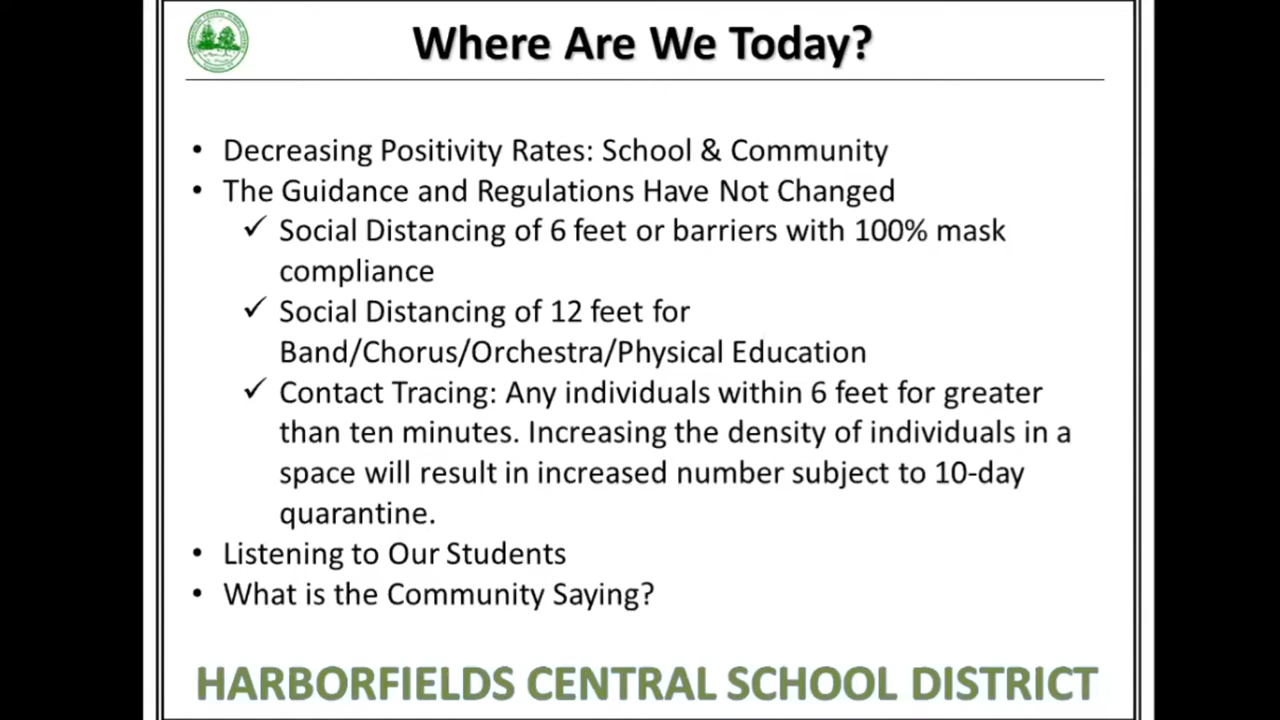 Where Are We Today?
• Decreasing Positivity Rates: School & Community
• The Guidance and Regulations Have Not Changed
✓ Social Distancing of 6 feet or barriers with 100% mask
compliance
✓ Social Distancing of 12 feet for
Band/Chorus/Orchestra/Physical Education
✓ Contact Tracing: Any individuals within 6 feet for greater
than ten minutes. Increasing the density of individuals in a
space will result in increased number subject to 10-day
quarantine.
• Listening to Our Students
• What is the Community Saying?
HARBORFIELDS CENTRAL SCHOOL DISTRICT